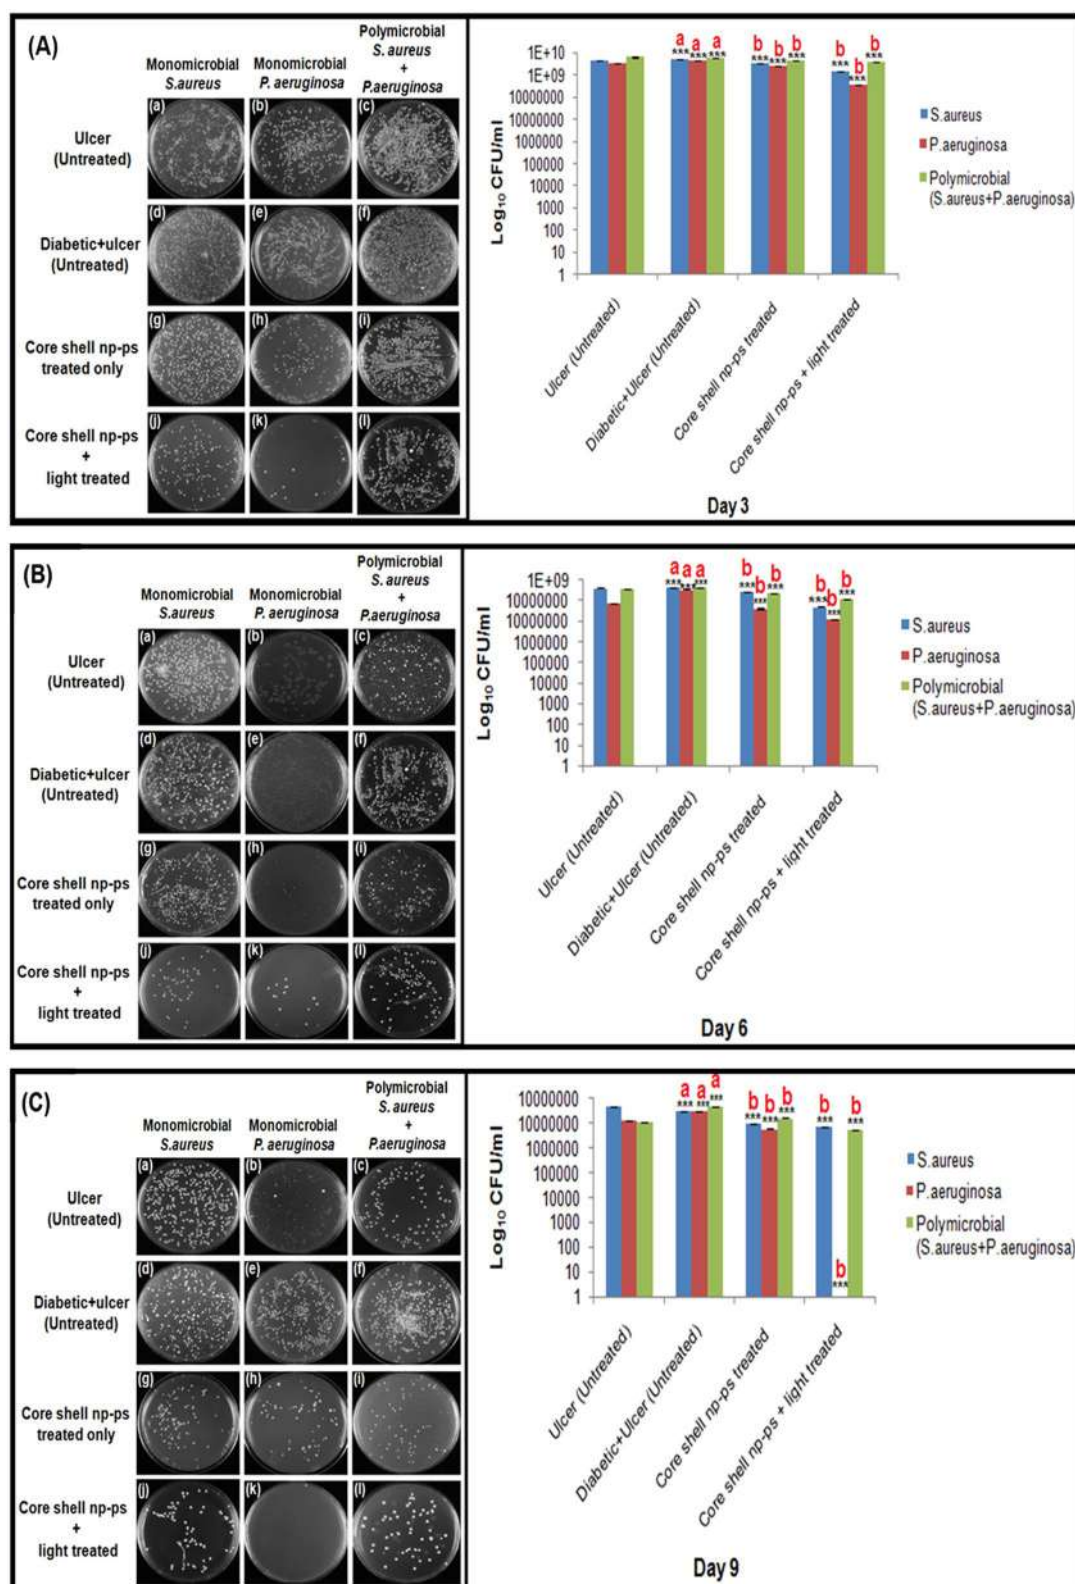 (A)
Monomicrobial
S.aureus
Monomicrobial
P. aeruginosa
Polymicrobial
S. aureus
+
P.aeruginosa
Ulcer
(Untreated)
(a)
(b)
(c)
Diabetic+ulcer
(Untreated)
(d)
(e)
(f)
Core shell np-ps
treated only
(g)
(h)
(i)
Core shell np-ps
+
light treated
(j)
(k)
(l)
Log10 CFU/ml
1E+10
1E+09
10000000
10000000
1000000
100000
10000
1000
100
10
1
a a a
*** *** ***
b b b
*** *** ***
b b b
*** *** ***
Ulcer (Untreated)
Diabetic+Ulcer (Untreated)
Core shell np-ps treated
Core shell np-ps + light treated
S.aureus
P.aeruginosa
Polymicrobial
(S.aureus+P.aeruginosa)
Day 3
(B)
Monomicrobial
S.aureus
Monomicrobial
P. aeruginosa
Polymicrobial
S. aureus
+
P.aeruginosa
Ulcer
(Untreated)
(a)
(b)
(c)
Diabetic+ulcer
(Untreated)
(d)
(e)
(f)
Core shell np-ps
treated only
(g)
(h)
(i)
Core shell np-ps
+
light treated
(j)
(k)
(l)
Log10 CFU/ml
1E+09
10000000
10000000
1000000
100000
10000
1000
100
10
1
a a a
*** *** ***
b b b
*** *** ***
b b b
*** *** ***
Ulcer (Untreated)
Diabetic+Ulcer (Untreated)
Core shell np-ps treated
Core shell np-ps + light treated
S.aureus
P.aeruginosa
Polymicrobial
(S.aureus+P.aeruginosa)
Day 6
(C)
Monomicrobial
S.aureus
Monomicrobial
P. aeruginosa
Polymicrobial
S. aureus
+
P.aeruginosa
Ulcer
(Untreated)
(a)
(b)
(c)
Diabetic+ulcer
(Untreated)
(d)
(e)
(f)
Core shell np-ps
treated only
(g)
(h)
(i)
Core shell np-ps
+
light treated
(j)
(k)
(l)
Log10 CFU/ml
10000000
10000000
1000000
100000
10000
1000
100
10
1
a a a
*** *** ***
b b b
*** *** ***
b b b
*** *** ***
Ulcer (Untreated)
Diabetic+Ulcer (Untreated)
Core shell np-ps treated
Core shell np-ps + light treated
S.aureus
P.aeruginosa
Polymicrobial
(S.aureus+P.aeruginosa)
Day 9